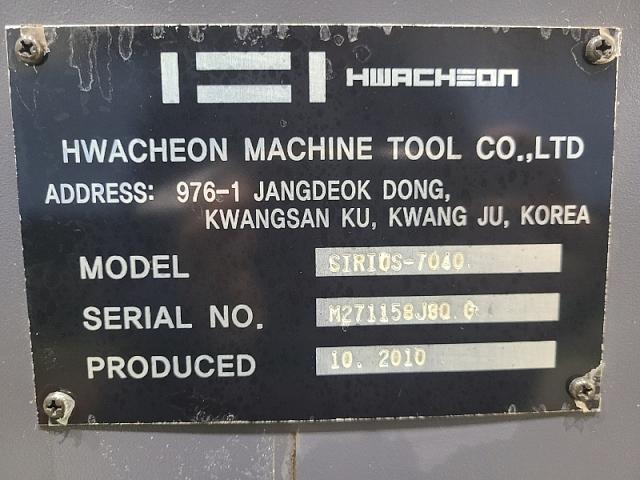 HWACHEON
HWACHEON MACHINE TOOL CO.,LTD
ADDRESS: 976-1 JANGDEOK DONG,
KWANGSAN KU, KWANG JU, KOREA
MODEL SIRIUS-7040
SERIAL NO.
PRODUCED 10. 2010